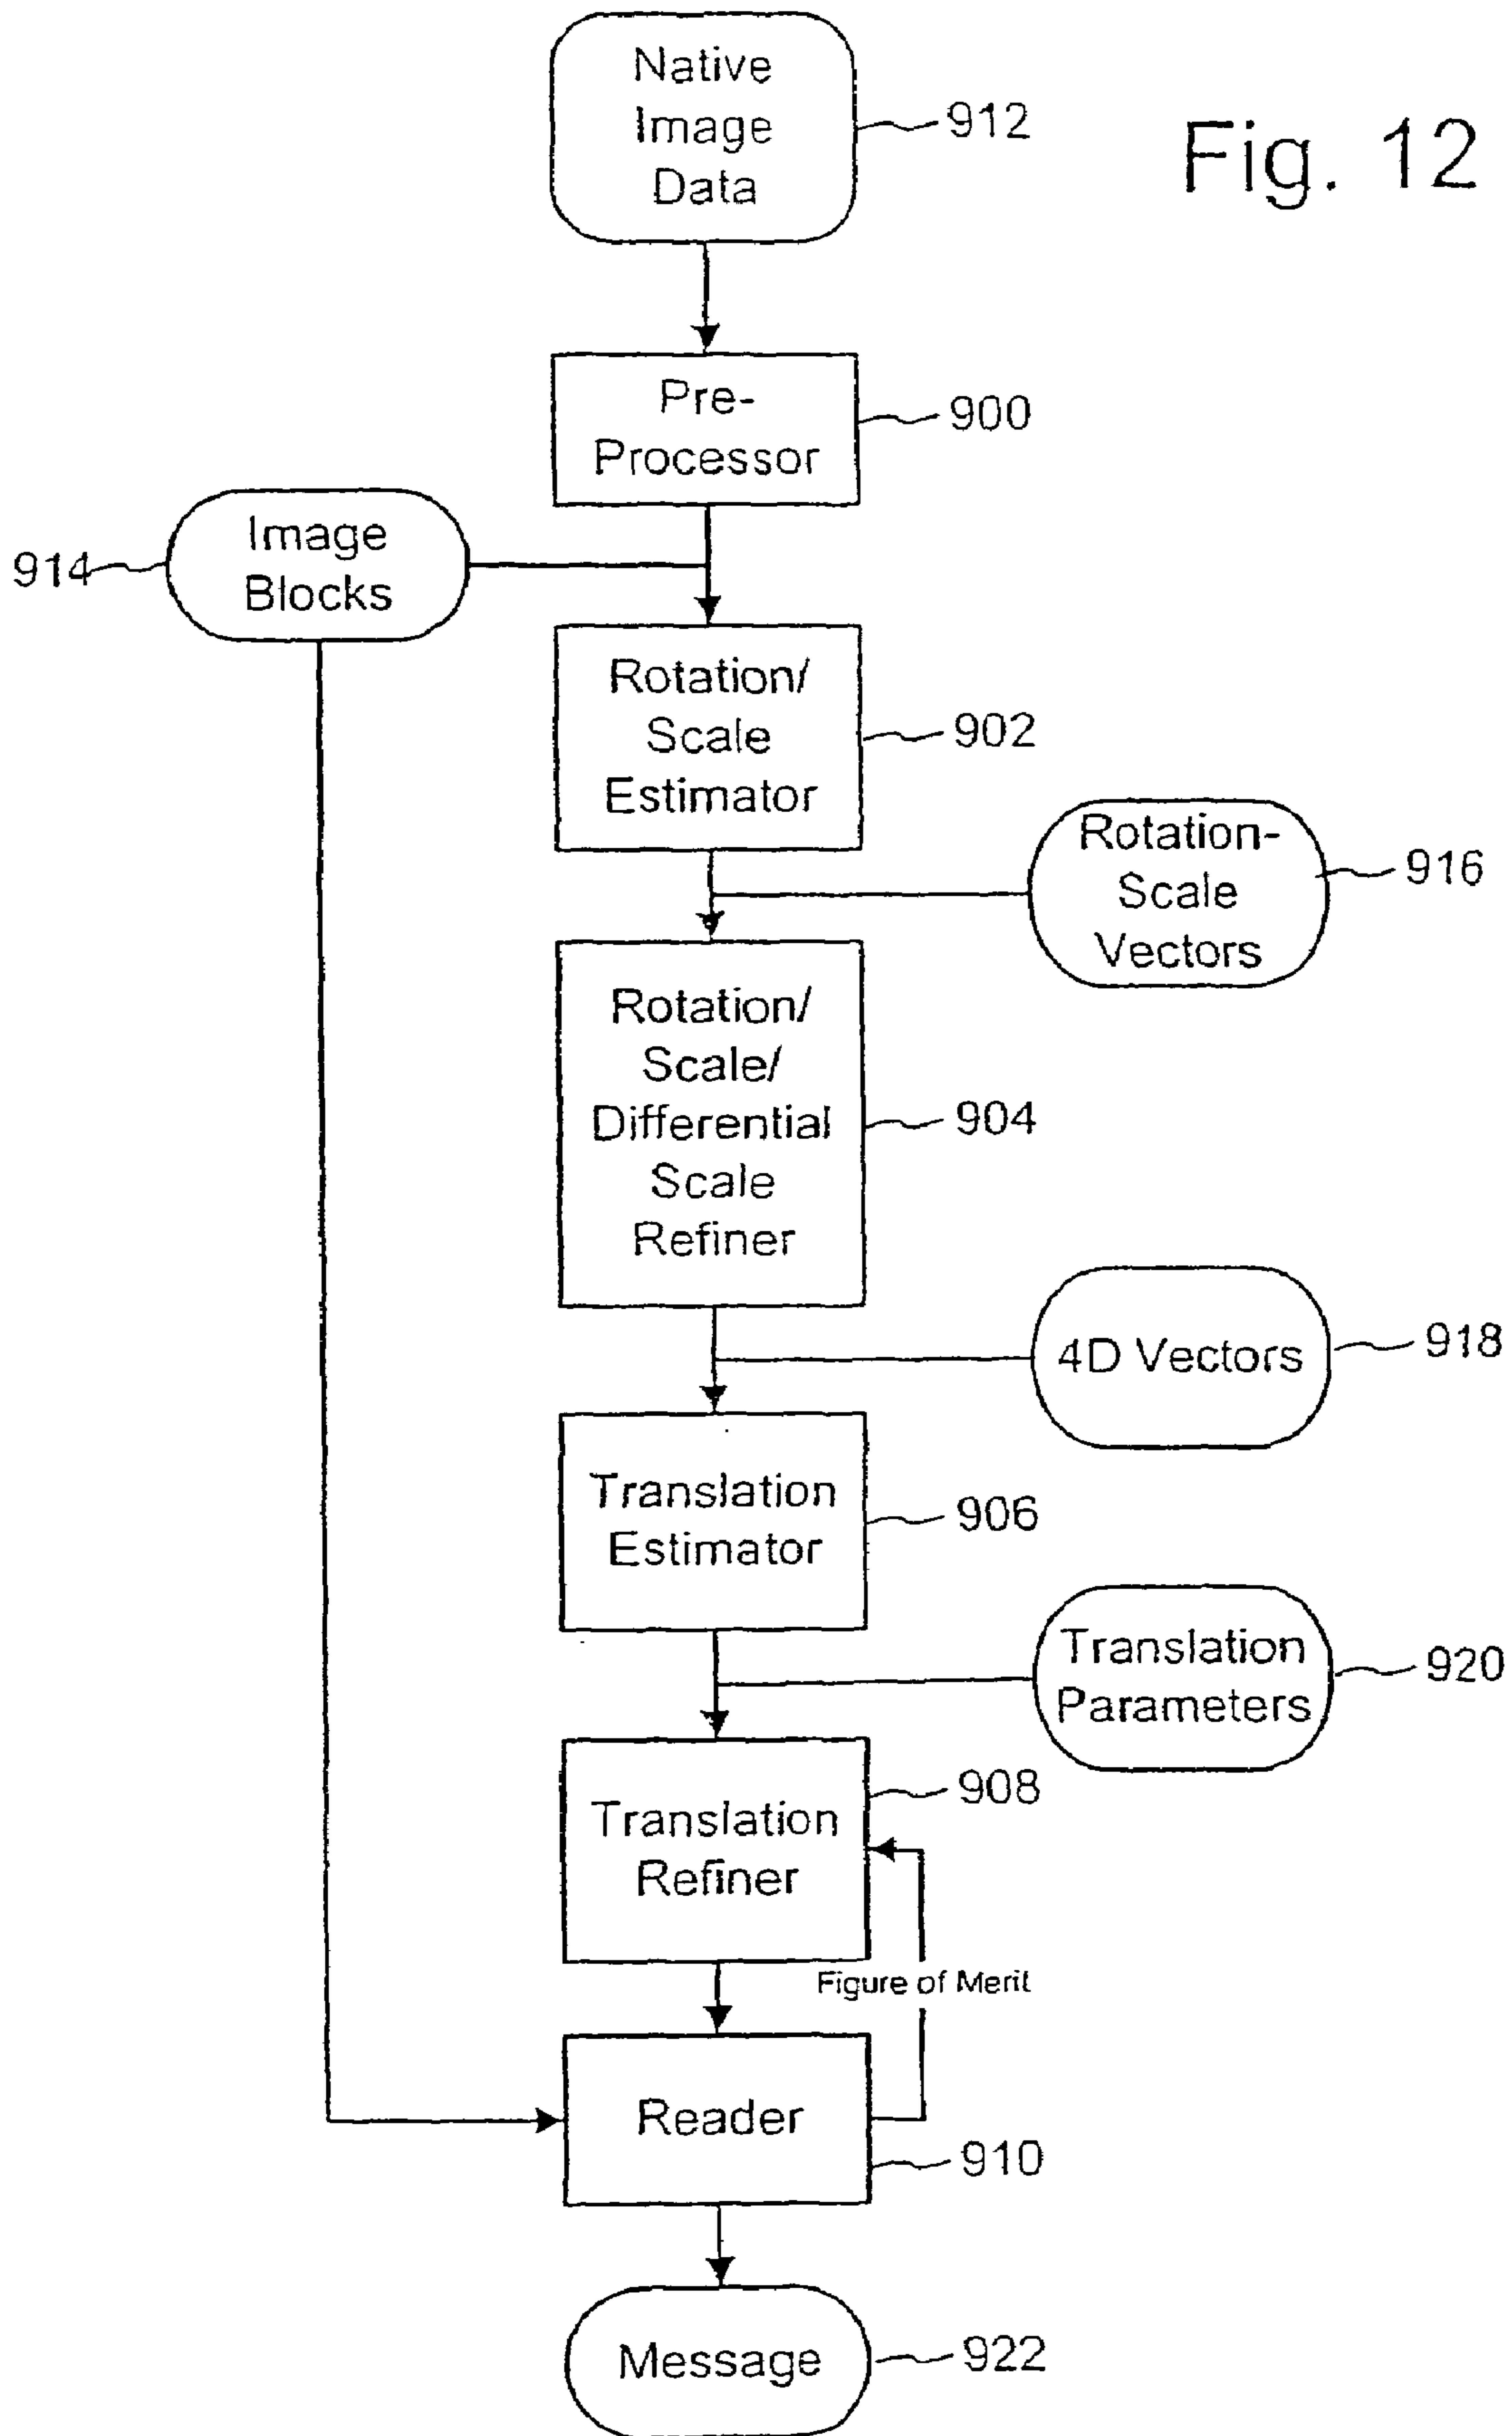 Native
Image
Data
912
Fig. 12
Pre-
Processor
900
Image
Blocks
914
Rotation/
Scale
Estimator
902
Rotation-
Scale
Vectors
916
Rotation/
Scale/
Differential
Scale
Refiner
904
4D Vectors
918
Translation
Estimator
906
Translation
Parameters
920
Translation
Refiner
908
Figure of Merit
Reader
910
Message
922